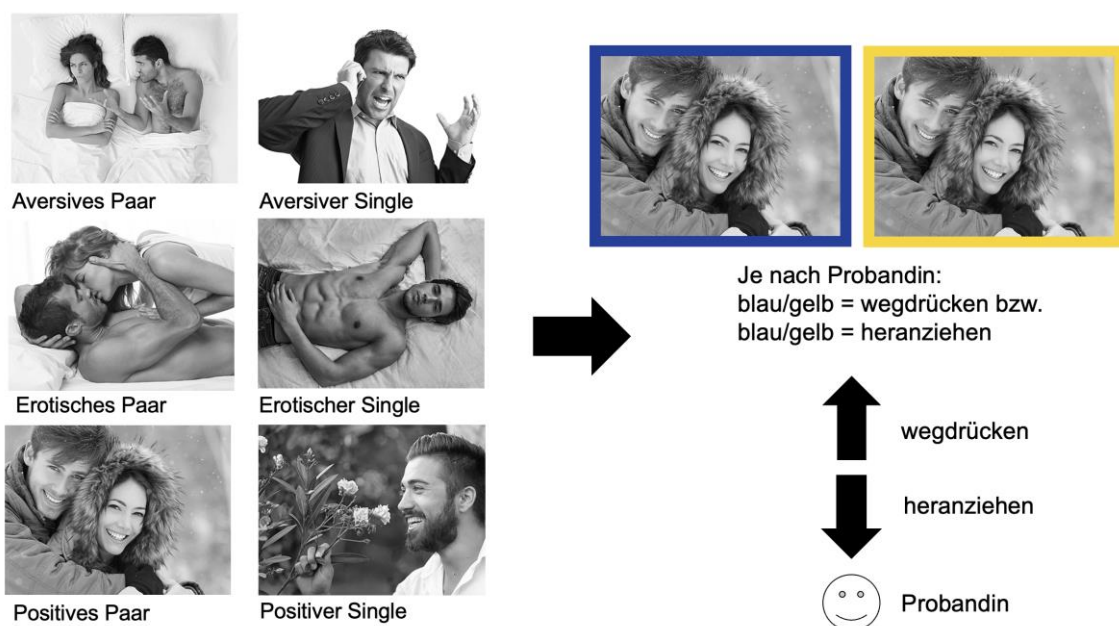 Aversives Paar
Aversiver Single
Erotisches Paar
Erotischer Single
Positives Paar
Positiver Single
Je nach Probandin:
blau/gelb = wegdrücken bzw.
blau/gelb = heranziehen
wegdrücken
heranziehen
Probandin